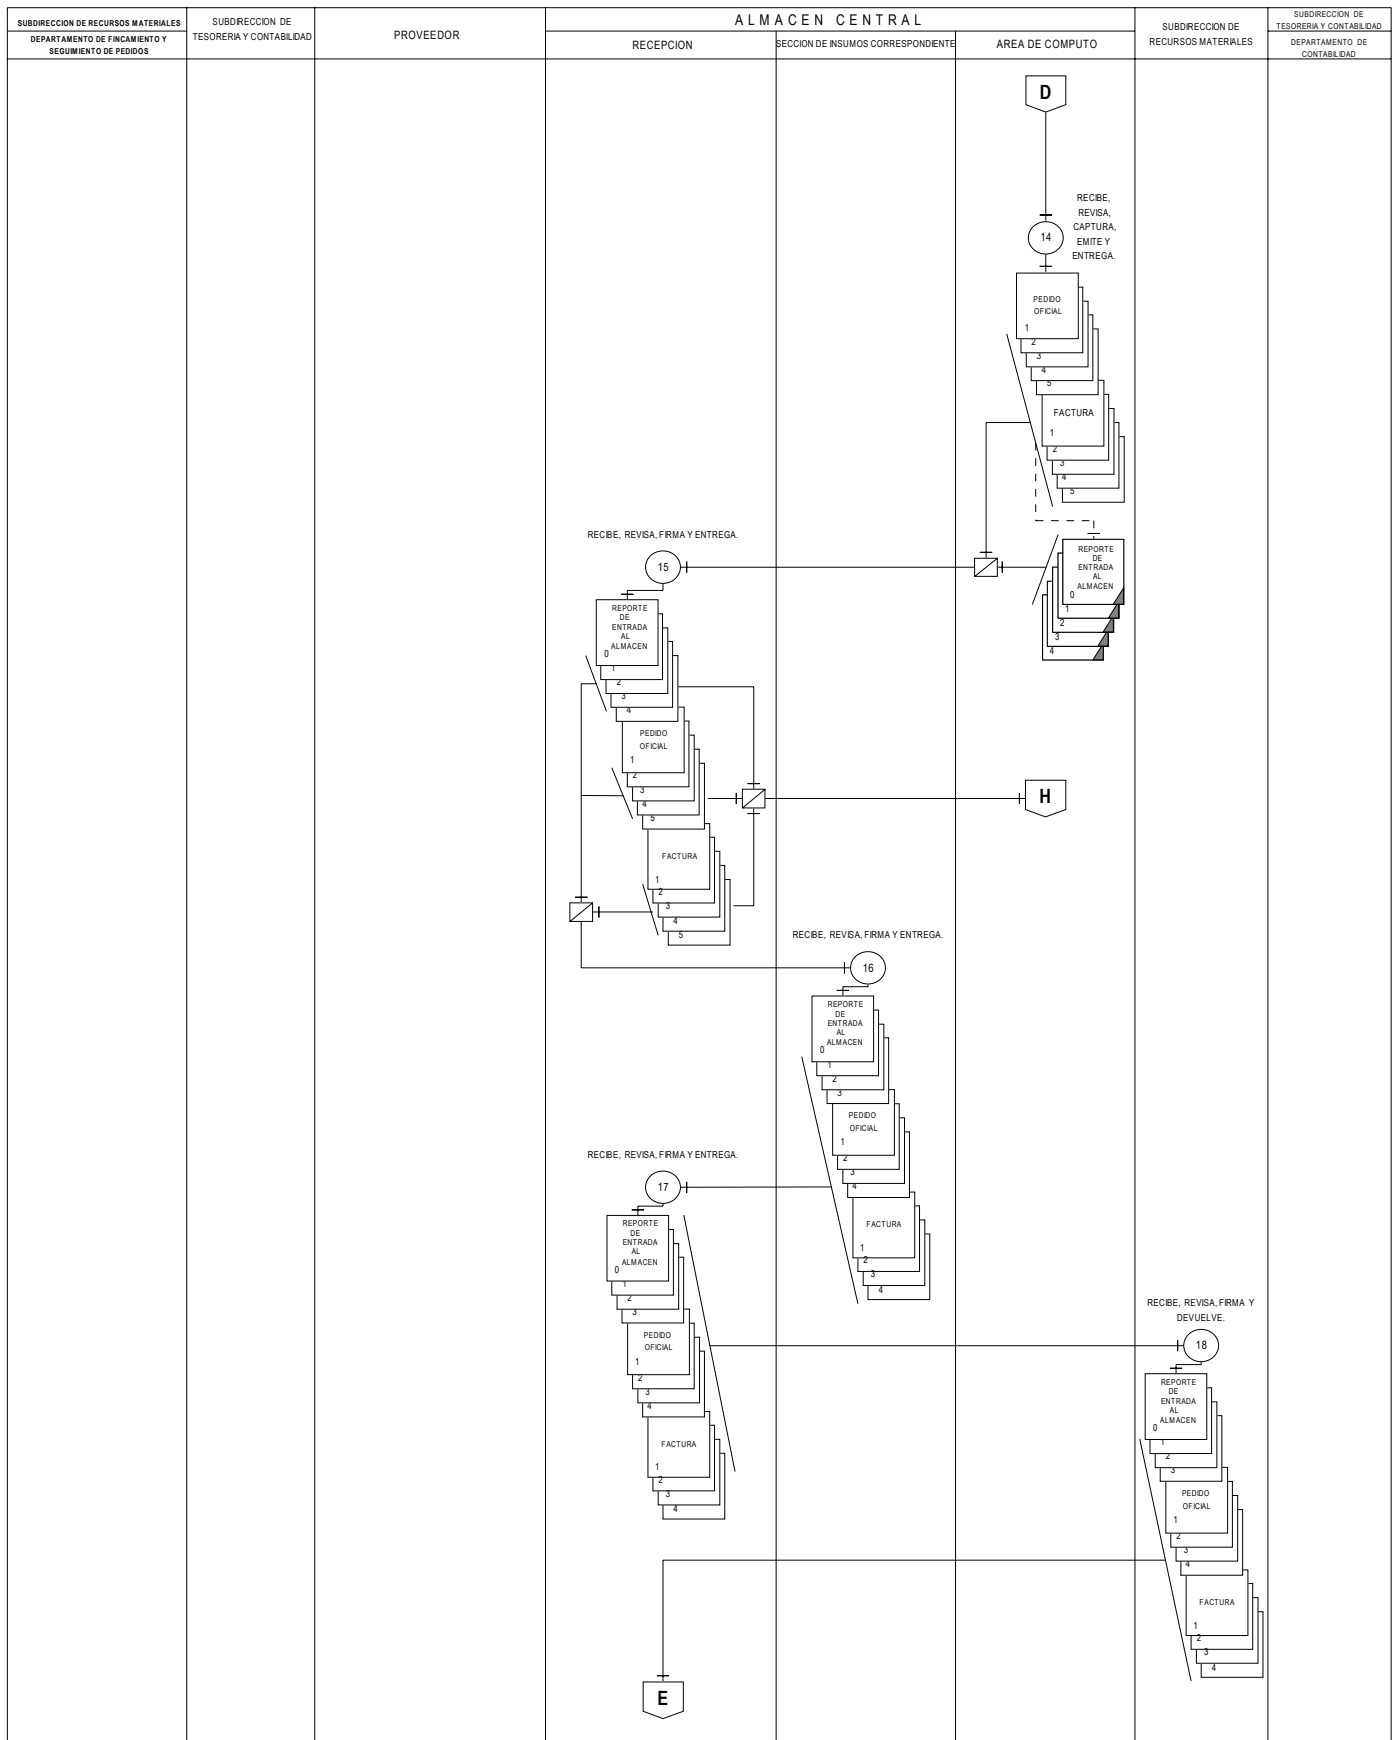 SUBDIRECCION DE RECURSOS MATERIALES
DEPARTAMENTO DE FINCAMIENTO Y
SEGUIMIENTO DE PEDIDOS
SUBDIRECCION DE
TESORERIA Y CONTABILIDAD
PROVEEDOR
ALMACEN CENTRAL
RECEPCION
SECCION DE INSUMOS CORRESPONDIENTE
AREA DE COMPUTO
SUBDIRECCION DE
RECURSOS MATERIALES
SUBDIRECCION DE
TESORERIA Y CONTABILIDAD
DEPARTAMENTO DE
CONTABILIDAD
D
RECIBE,
REVISA,
CAPTURA,
EMITE Y
ENTREGA.
14
PEDIDO
OFICIAL
1
2
3
4
5
FACTURA
1
2
3
4
5
REPORTE
DE
ENTRADA
AL
ALMACEN
0
1
2
3
4
RECIBE, REVISA, FIRMA Y ENTREGA.
15
REPORTE
DE
ENTRADA
AL
ALMACEN
0
1
2
3
4
PEDIDO
OFICIAL
1
2
3
4
5
FACTURA
1
2
3
4
5
H
RECIBE, REVISA, FIRMA Y ENTREGA.
16
REPORTE
DE
ENTRADA
AL
ALMACEN
0
1
2
3
PEDIDO
OFICIAL
1
2
3
4
FACTURA
1
2
3
4
RECIBE, REVISA, FIRMA Y ENTREGA.
17
REPORTE
DE
ENTRADA
AL
ALMACEN
0
1
2
3
PEDIDO
OFICIAL
1
2
3
4
FACTURA
1
2
3
4
RECIBE, REVISA, FIRMA Y
DEVUELVE.
18
REPORTE
DE
ENTRADA
AL
ALMACEN
0
1
2
3
PEDIDO
OFICIAL
1
2
3
4
FACTURA
1
2
3
4
E